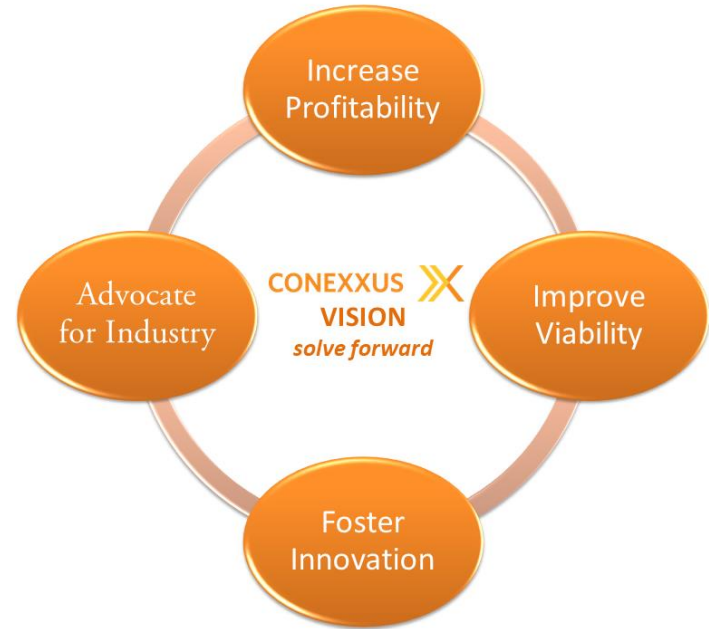 Increase
Profitability
Advocate
for Industry
CONEXXUS
VISION
solve forward
Improve
Viability
Foster
Innovation